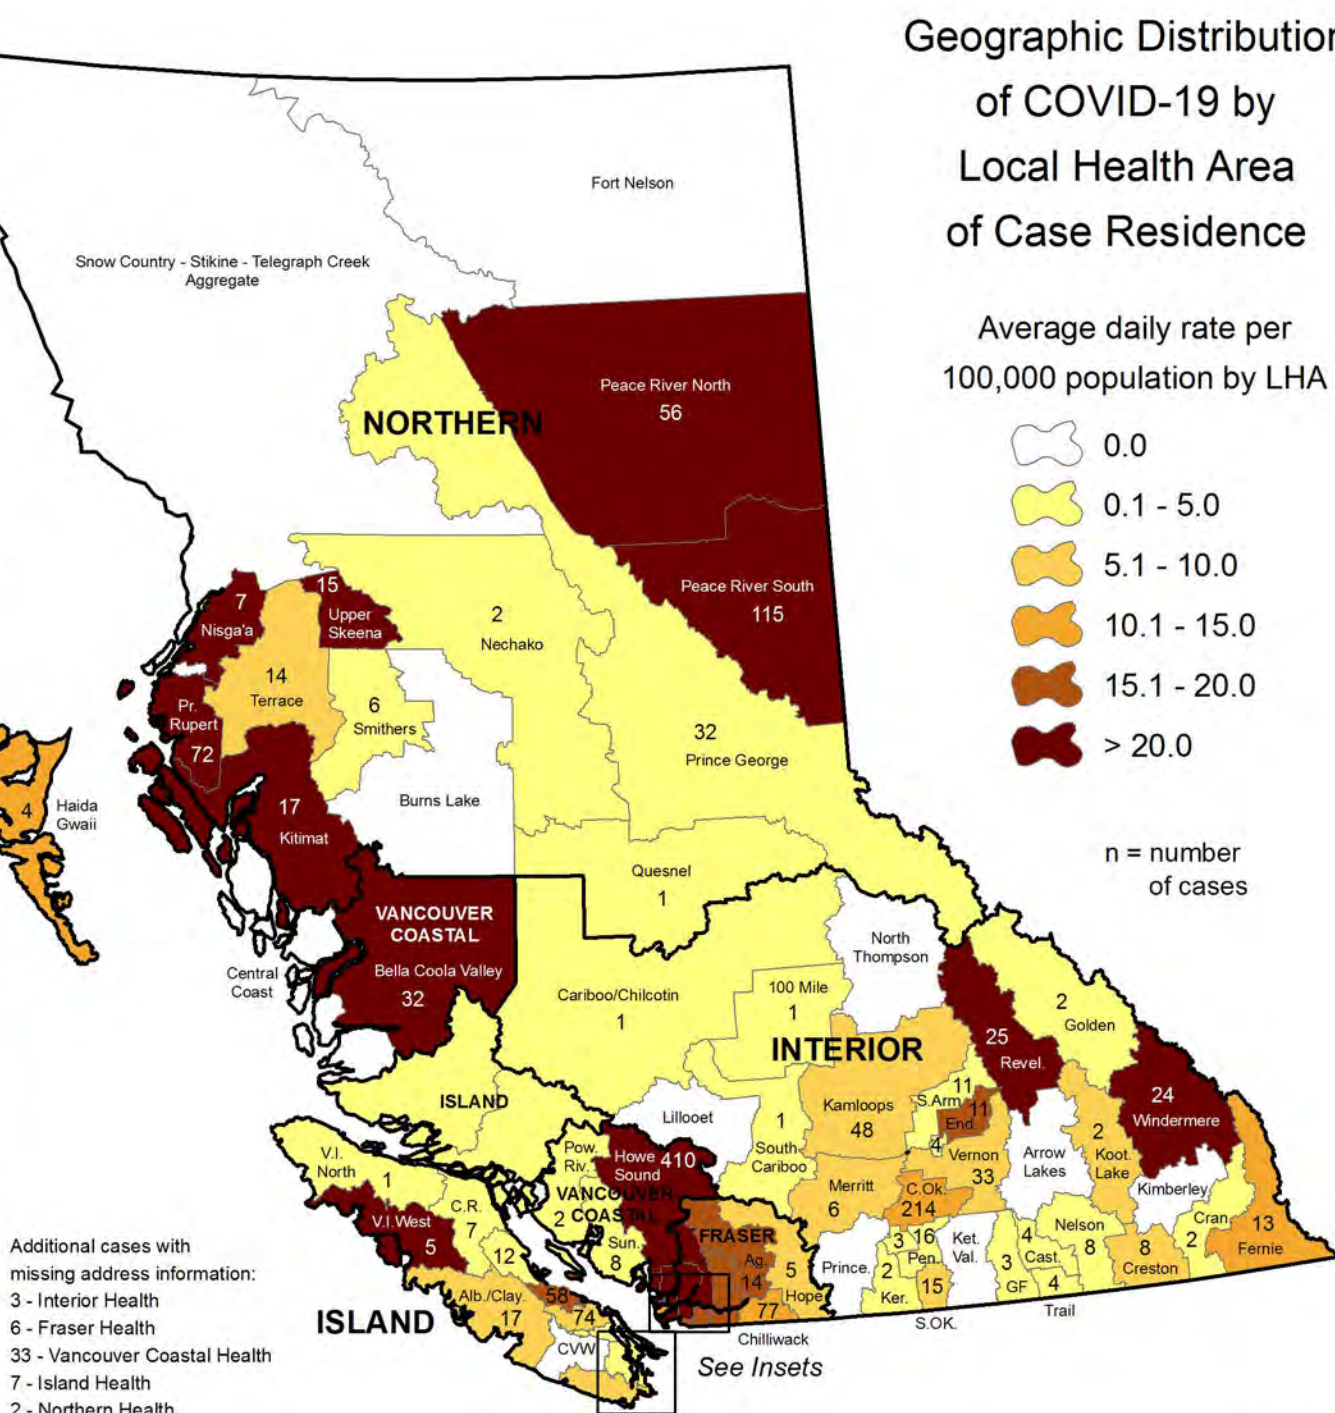 Geographic Distribution
of COVID-19 by
Local Health Area
of Case Residence
Average daily rate per
100,000 population by LHA
0.0
0.1 - 5.0
5.1 - 10.0
10.1 - 15.0
15.1 - 20.0
> 20.0
n = number
of cases
Fort Nelson
Snow Country - Stikine - Telegraph Creek
Aggregate
Peace River North
56
NORTHERN
Peace River South
115
15
Upper
Skeena
7
Nisga'a
2
Nechako
14
Terrace
Pr.
Rupert
72
6
Smithers
32
Prince George
4
Haida
Gwaii
17
Kitimat
Burns Lake
Quesnel
1
VANCOUVER
COASTAL
Bella Coola Valley
32
Central
Coast
Cariboo/Chilcotin
1
100 Mile
1
North
Thompson
INTERIOR
2
Golden
25
Revel.
24
Windermere
ISLAND
Lillooet
1
South
Cariboo
Kamloops
48
11
S.Arm
11
End.
4
Vernon
33
Arrow
Lakes
2
Koot.
Lake
Kimberley
V.I.
North
1
Pow.
Riv.
Howe
Sound
410
VANCOUVER
COASTAL
2
Merritt
6
C.Ok.
214
C.R.
7
V.I.West
5
12
Sun.
8
FRASER
Ag.
14
5
Hope
77
Chilliwack
Prince.
3
16
Pen.
2
Ker.
15
S.OK.
Ket.
Val.
3
GF
4
Cast.
4
Trail
Nelson
8
8
Creston
Cran.
2
13
Fernie
Alb./Clay.
17
58
74
CVW
ISLAND
See Insets
Additional cases with
missing address information:
3 - Interior Health
6 - Fraser Health
33 - Vancouver Coastal Health
7 - Island Health
2 - Northern Health